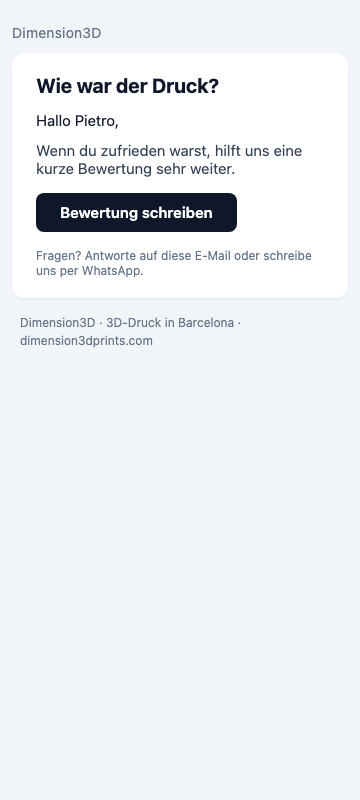 Dimension3D
Wie war der Druck?
Hallo Pietro,
Wenn du zufrieden warst, hilft uns eine
kurze Bewertung sehr weiter.
Bewertung schreiben
Fragen? Antworte auf diese E-Mail oder schreibe
uns per WhatsApp.
Dimension3D · 3D-Druck in Barcelona ·
dimension3dprints.com